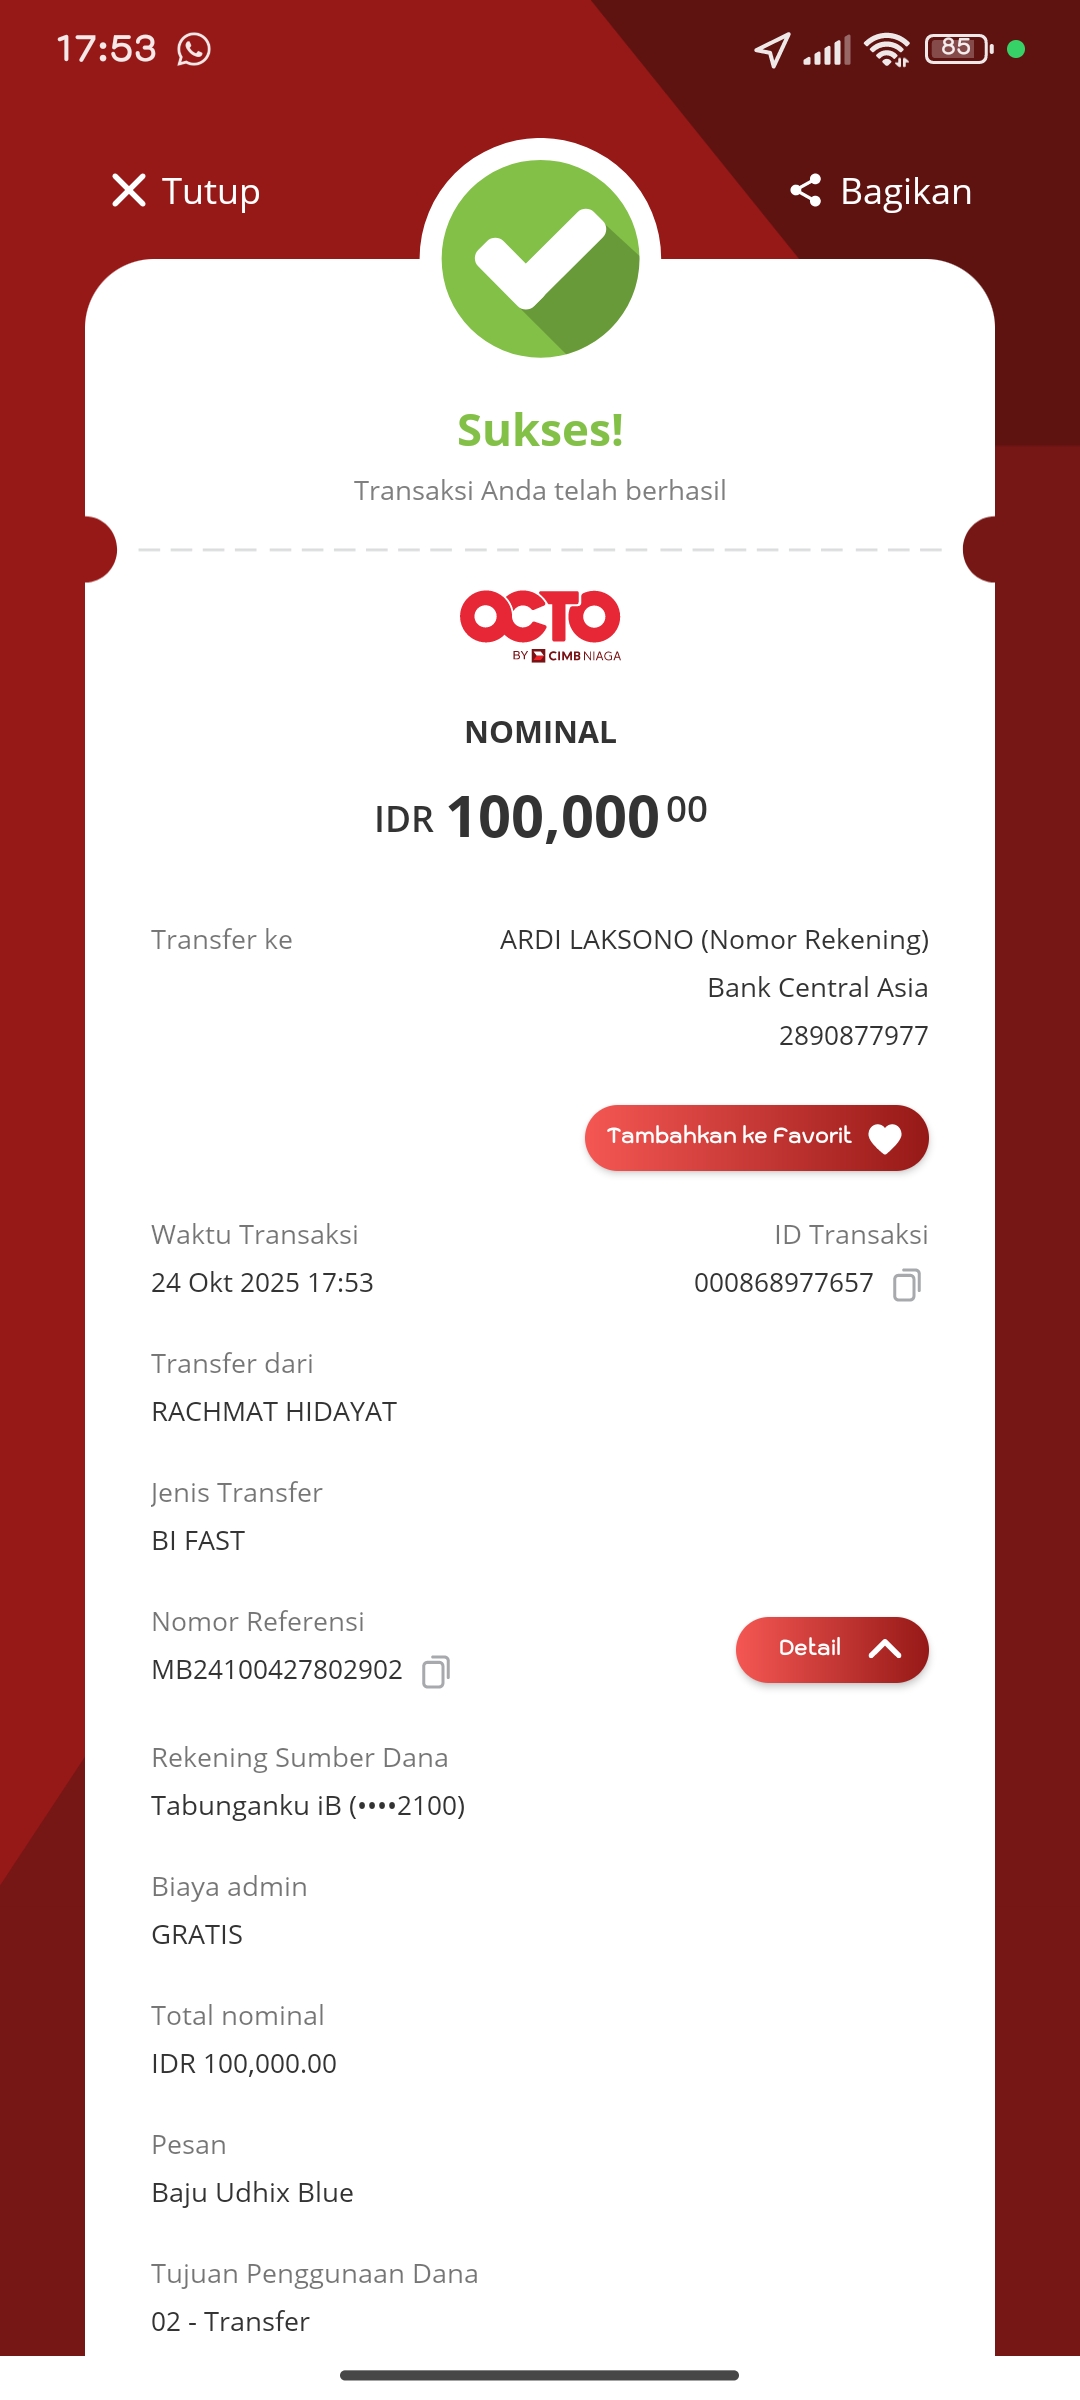 17:53
85
Tutup
Bagikan
Sukses!
Transaksi Anda telah berhasil
OCTO
BY CIMB NIAGA
NOMINAL
IDR 100,000 00
Transfer ke
ARDI LAKSONO (Nomor Rekening)
Bank Central Asia
2890877977
Tambahkan ke Favorit
Waktu Transaksi
ID Transaksi
24 Okt 2025 17:53
000868977657
Transfer dari
RACHMAT HIDAYAT
Jenis Transfer
BI FAST
Nomor Referensi
MB24100427802902
Detail
Rekening Sumber Dana
Tabunganku iB (••••2100)
Biaya admin
GRATIS
Total nominal
IDR 100,000.00
Pesan
Baju Udhix Blue
Tujuan Penggunaan Dana
02 - Transfer